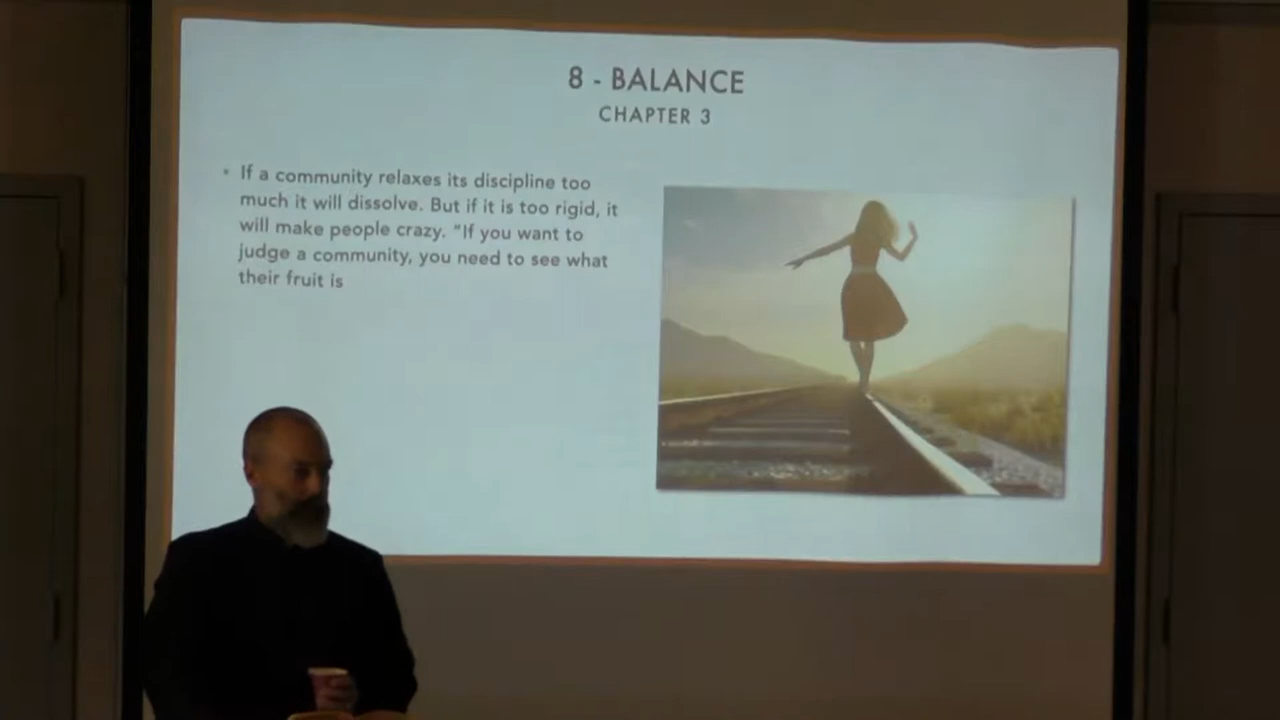 8 - BALANCE
CHAPTER 3
• If a community relaxes its discipline too
much it will dissolve. But if it is too rigid, it
will make people crazy. "If you want to
judge a community, you need to see what
their fruit is